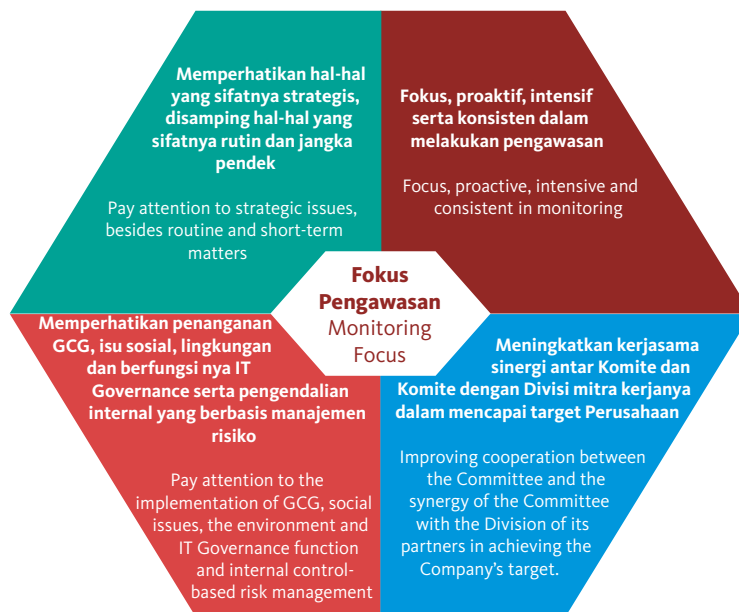 Memperhatikan hal-hal
yang sifatnya strategis,
disamping hal-hal yang
sifatnya rutin dan jangka
pendek
Pay attention to strategic issues,
besides routine and short-term
matters
Fokus, proaktif, intensif
serta konsisten dalam
melakukan pengawasan
Focus, proactive, intensive and
consistent in monitoring
Fokus
Pengawasan
Monitoring
Focus
Memperhatikan penanganan
GCG, isu sosial, lingkungan
dan berfungsi nya IT
Governance serta pengendalian
internal yang berbasis manajemen
risiko
Pay attention to the
implementation of GCG, social
issues, the environment and
IT Governance function
and internal control-
based risk management
Meningkatkan kerjasama
sinergi antar Komite dan
Komite dengan Divisi mitra kerjanya
dalam mencapai target Perusahaan
Improving cooperation between
the Committee and the
synergy of the Committee
with the Division of its
partners in achieving the
Company's target.